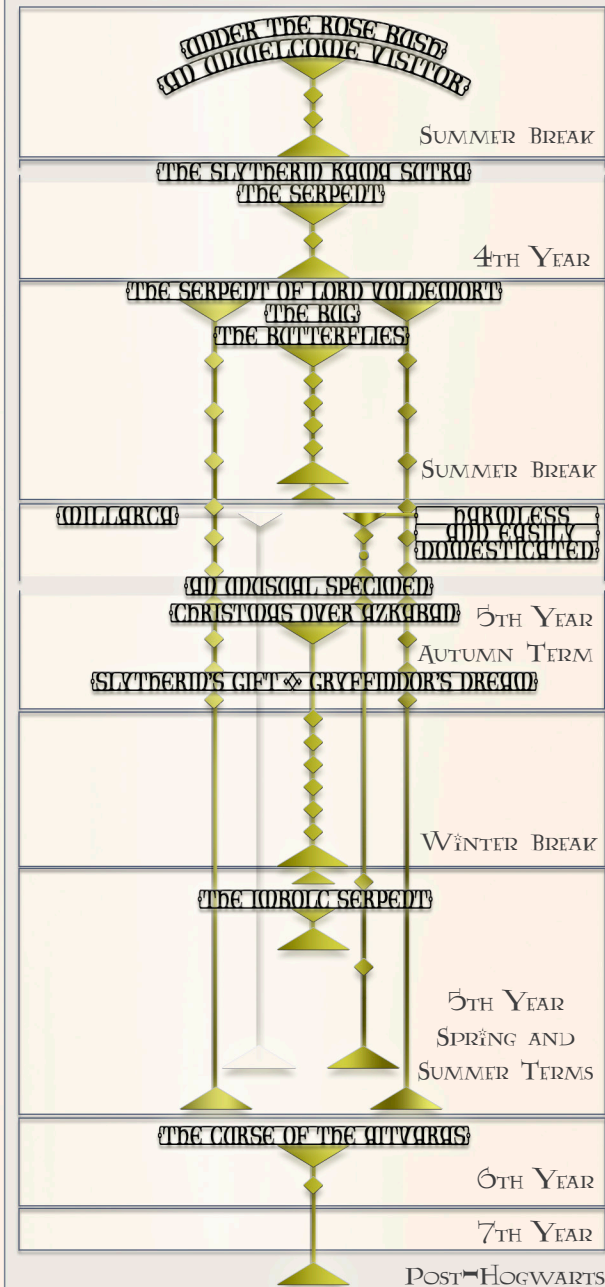 UNDER THE ROSE BUSH
AN UNWELCOME VISITOR
SUMMER BREAK
THE SLYTHERIN KAMA SUTRA
THE SERPENT
4TH YEAR
THE SERPENT OF LORD VOLDEMORT
THE BUG
THE BUTTERFLIES
SUMMER BREAK
MILLARCA
HARMLESS
AND EASILY
DOMESTICATED
AN UNUSUAL SPECIMEN
CHRISTMAS OVER AZKABAN
5TH YEAR
AUTUMN TERM
SLYTHERIN'S GIFT GRYFFINDOR'S DREAM
WINTER BREAK
THE IMBOLC SERPENT
5TH YEAR
SPRING AND
SUMMER TERMS
THE CURSE OF THE AITVARAS
6TH YEAR
7TH YEAR
POST-HOGWARTS